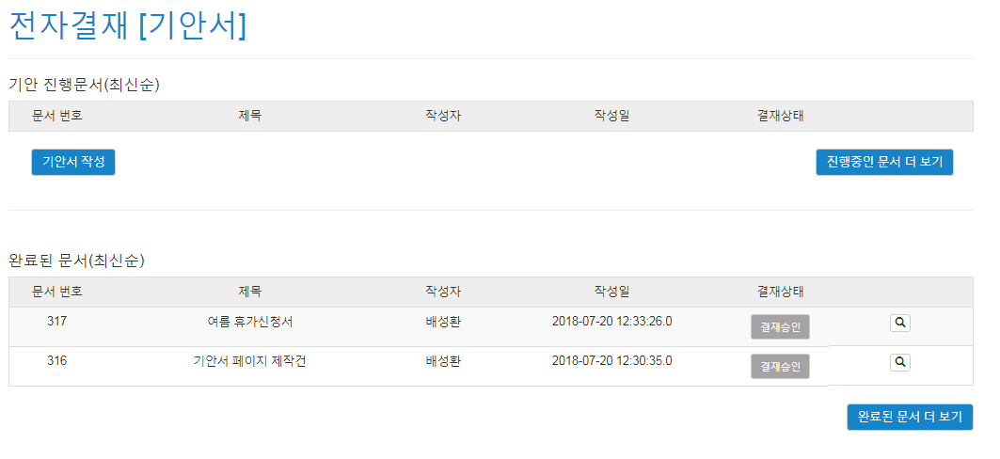 전자결재 [기안서]
기안 진행문서(최신순)
문서 번호 제목 작성자 작성일 결재상태
기안서 작성 진행중인 문서 더 보기
완료된 문서(최신순)
문서 번호 제목 작성자 작성일 결재상태
317 여름 휴가신청서 배성환 2018-07-20 12:33:26.0 결재승인
316 기안서 페이지 제작건 배성환 2018-07-20 12:30:35.0 결재승인
완료된 문서 더 보기